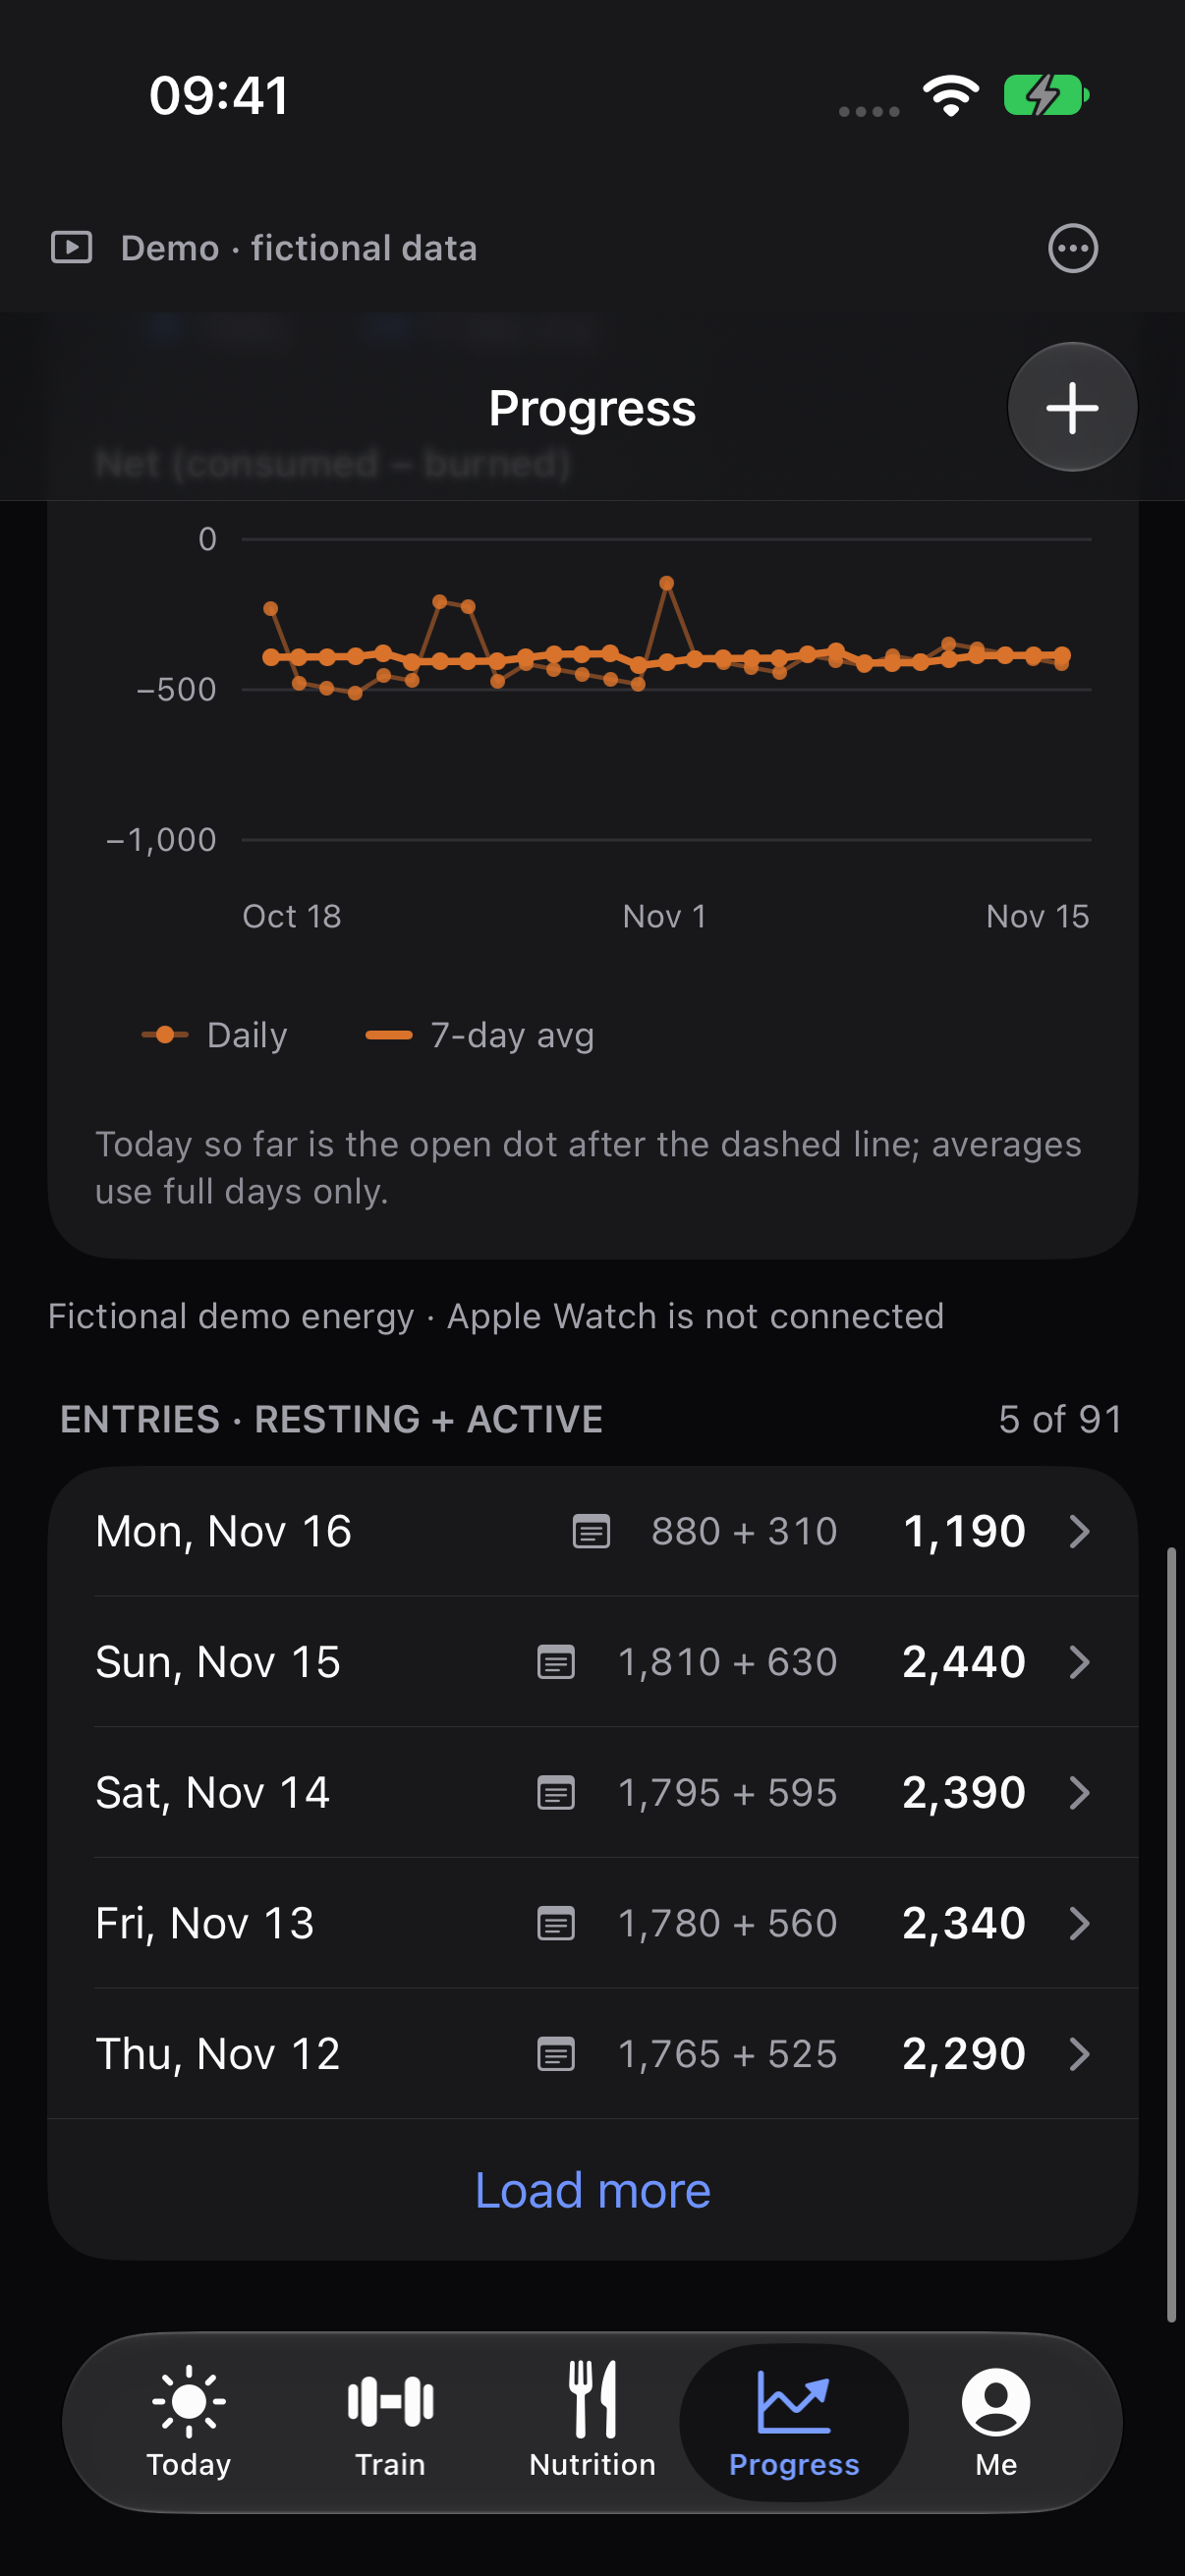 09:41
Demo · fictional data
Progress
Net (consumed – burned)
0
−500
−1,000
Oct 18 Nov 1 Nov 15
Daily 7-day avg
Today so far is the open dot after the dashed line; averages
use full days only.
Fictional demo energy · Apple Watch is not connected
ENTRIES · RESTING + ACTIVE 5 of 91
Mon, Nov 16 880 + 310 1,190
Sun, Nov 15 1,810 + 630 2,440
Sat, Nov 14 1,795 + 595 2,390
Fri, Nov 13 1,780 + 560 2,340
Thu, Nov 12 1,765 + 525 2,290
Load more
Today Train Nutrition Progress Me